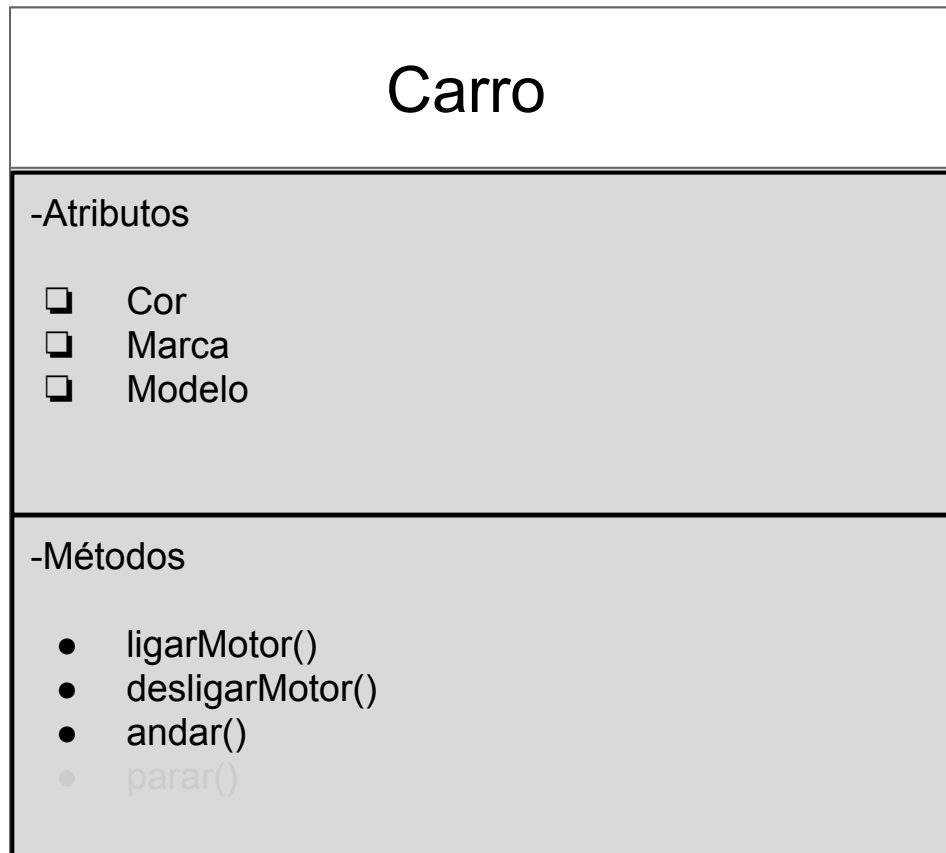 Carro
-Atributos
❏ Cor
❏ Marca
❏ Modelo
-Métodos
● ligarMotor()
● desligarMotor()
● andar()
● parar()